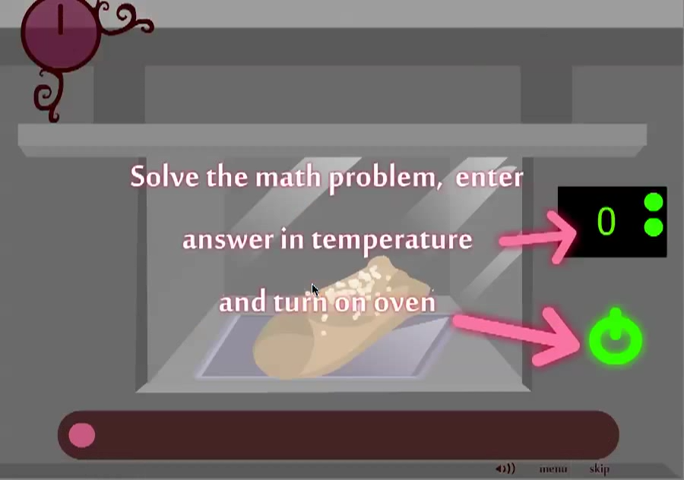 Solve the math problem, enter
answer in temperature
0
and turn on oven
menu skip